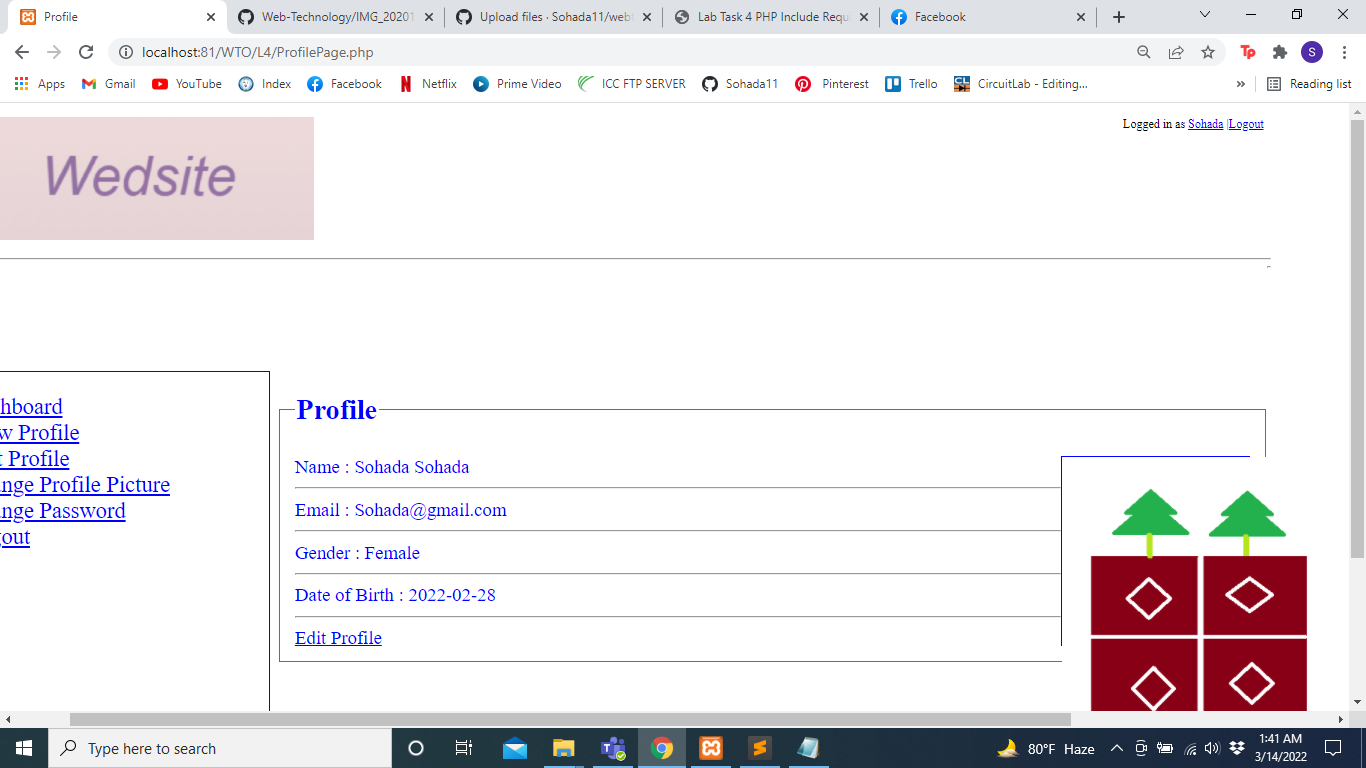 Profile
Web-Technology/IMG_20201
Upload files · Sohada11/webt
Lab Task 4 PHP Include Requ
Facebook
localhost:81/WTO/L4/ProfilePage.php
Tp
S
Apps
Gmail
YouTube
Index
Facebook
Netflix
Prime Video
ICC FTP SERVER
Sohada11
Pinterest
Trello
CircuitLab - Editing...
»
Reading list
Logged in as Sohada |Logout
Wedsite
hboard
w Profile
t Profile
nge Profile Picture
nge Password
out
Profile
Name : Sohada Sohada
Email : Sohada@gmail.com
Gender : Female
Date of Birth : 2022-02-28
Edit Profile
Type here to search
80°F Haze
1:41 AM
3/14/2022